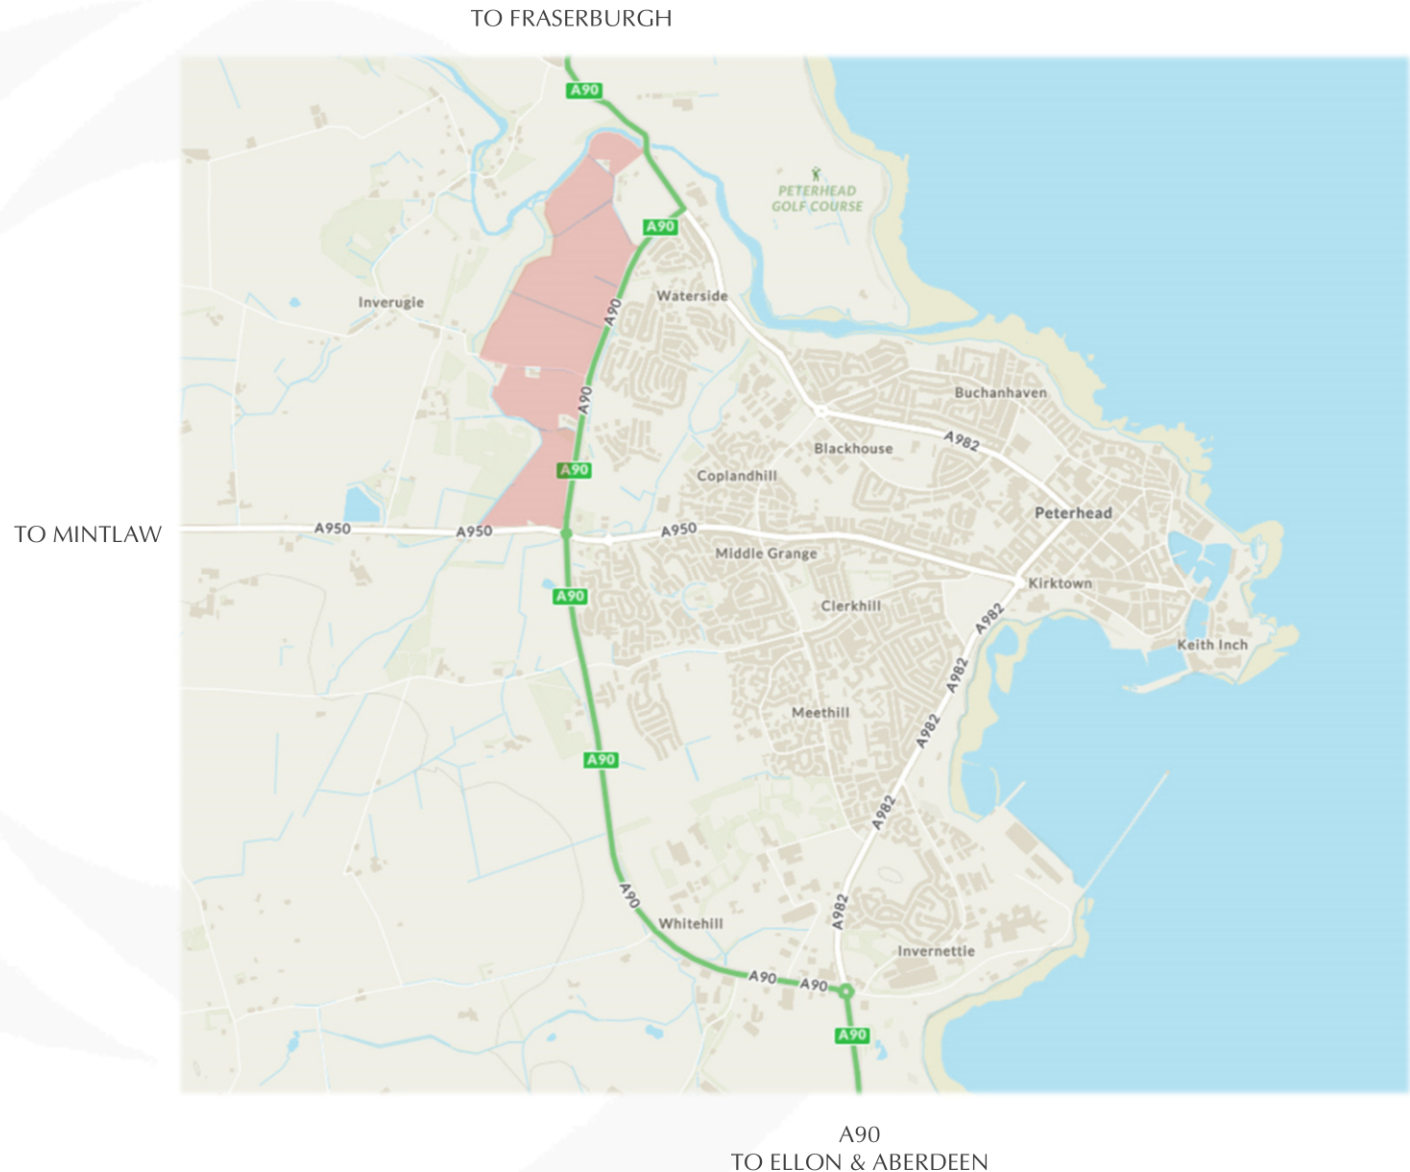 TO FRASERBURGH
A90
PETERHEAD
GOLF COURSE
A90
Waterside
Inverugie
A90
A90
Buchanhaven
A982
Blackhouse
A90
Coplandhill
Peterhead
TO MINTLAW
A950
A950
A950
Middle Grange
Kirktown
A90
Clerkhill
A982
Keith Inch
A982
Meethill
A982
A90
A982
A90
A982
Whitehill
Invernettie
A90
A90
A90
A90
TO ELLON & ABERDEEN